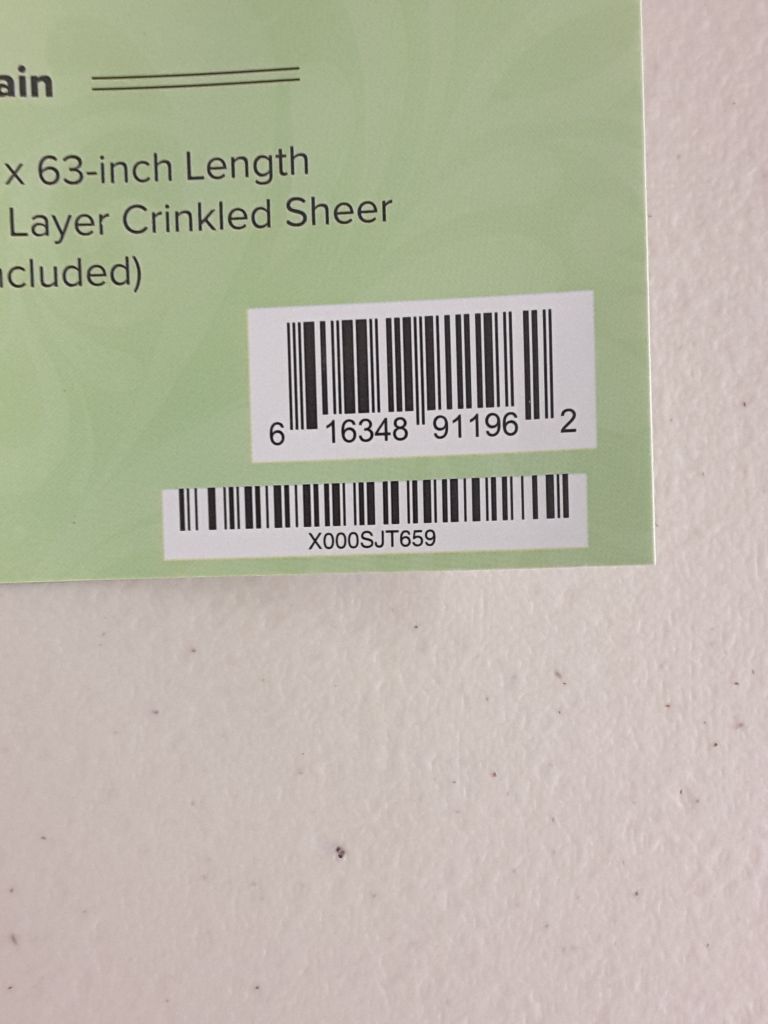 ain
x 63-inch Length
Layer Crinkled Sheer
ncluded)
6 16348 91196 2
X000SJT659